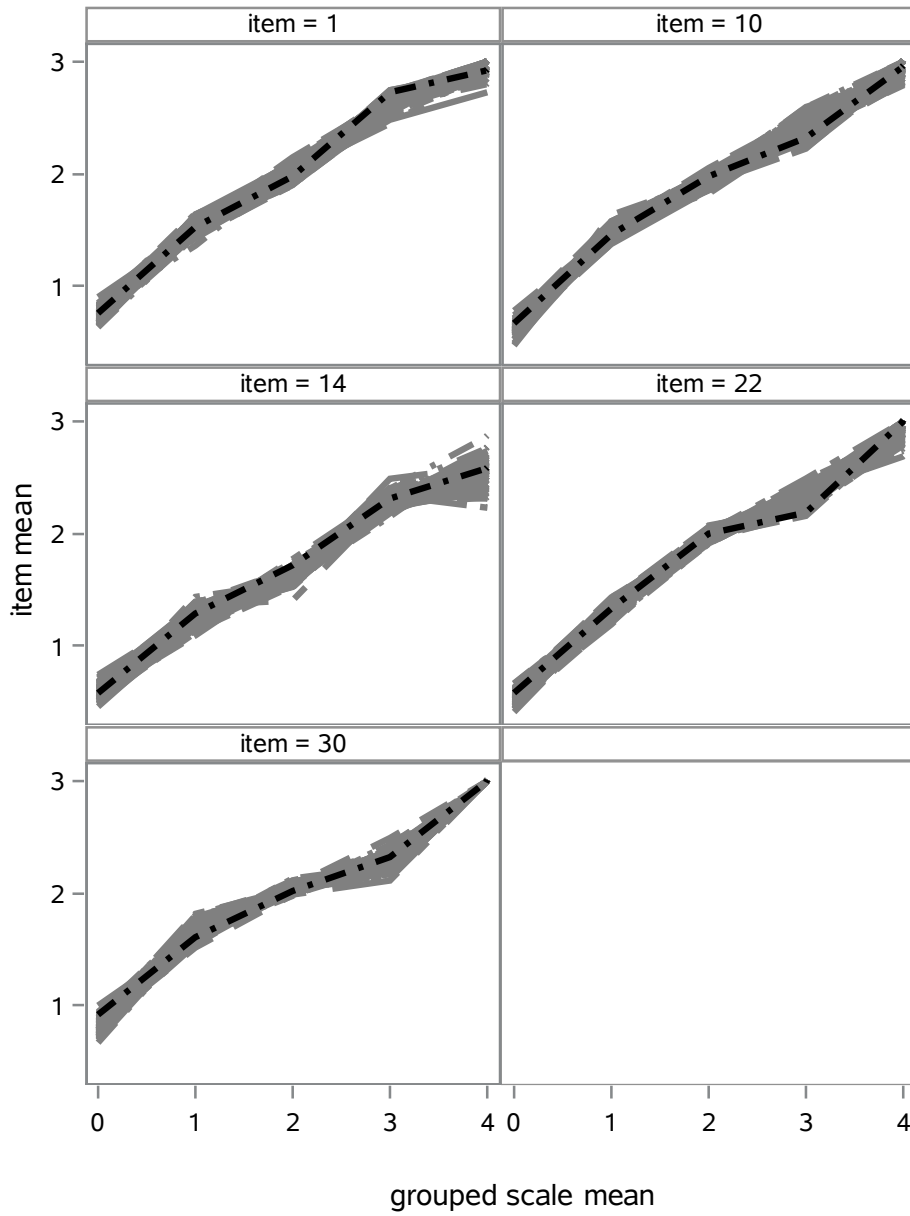 item = 1
item = 10
3
2
1
item = 14
item = 22
3
2
1
item mean
item = 30
3
2
1
0 1 2 3 4
0 1 2 3 4
grouped scale mean